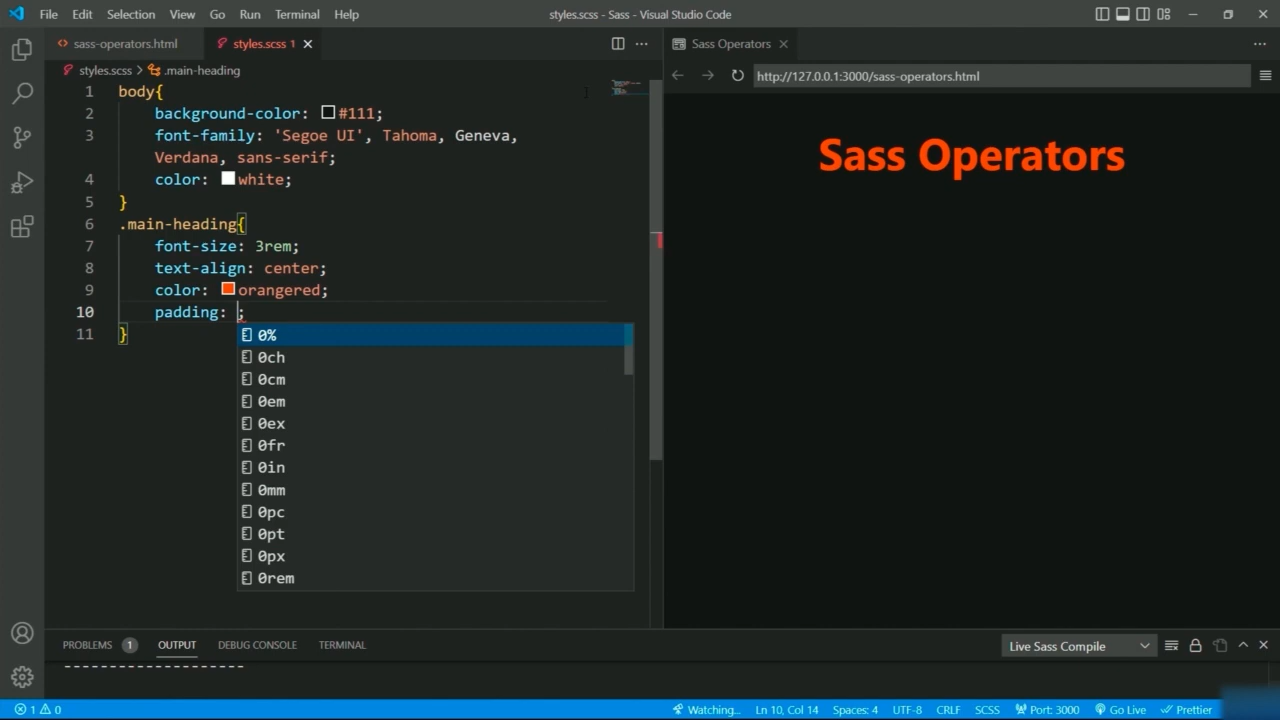 File Edit Selection View Go Run Terminal Help
styles.scss - Sass - Visual Studio Code
sass-operators.html
styles.scss 1
styles.scss > .main-heading
1 body{
2 background-color: #111;
3 font-family: 'Segoe UI', Tahoma, Geneva,
Verdana, sans-serif;
4 color: white;
5 }
6 .main-heading{
7 font-size: 3rem;
8 text-align: center;
9 color: orangered;
10 padding: ;
11 }
0%
0ch
0cm
0em
0ex
0fr
0in
0mm
0pc
0pt
0px
0rem
Sass Operators
http://127.0.0.1:3000/sass-operators.html
Sass Operators
PROBLEMS 1 OUTPUT DEBUG CONSOLE TERMINAL
Live Sass Compile
--------------------
1 0
Watching... Ln 10, Col 14 Spaces: 4 UTF-8 CRLF SCSS Port: 3000 Go Live Prettier